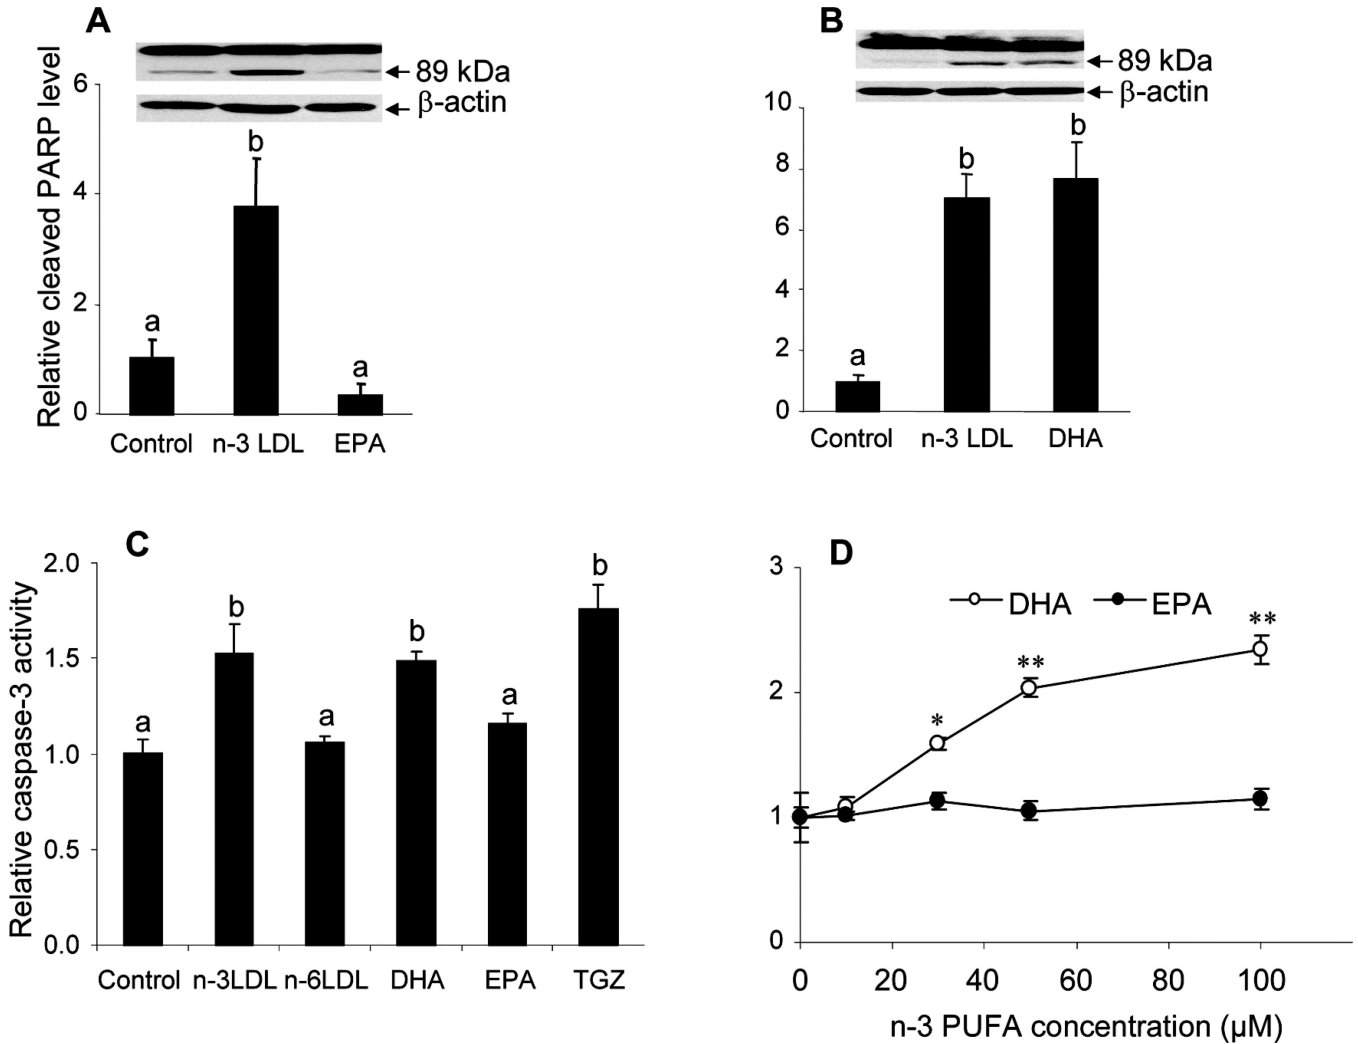 A
89 kDa
β-actin
Relative cleaved PARP level
6
4
2
0
a
b
a
Control n-3 LDL EPA
B
89 kDa
β-actin
10
8
6
4
2
0
a
b
b
Control n-3 LDL DHA
C
Relative caspase-3 activity
2.0
1.5
1.0
0.5
0.0
a
b
a
b
a
b
Control n-3LDL n-6LDL DHA EPA TGZ
D
3
2
1
0
DHA EPA
*
**
**
0 20 40 60 80 100
n-3 PUFA concentration (µM)